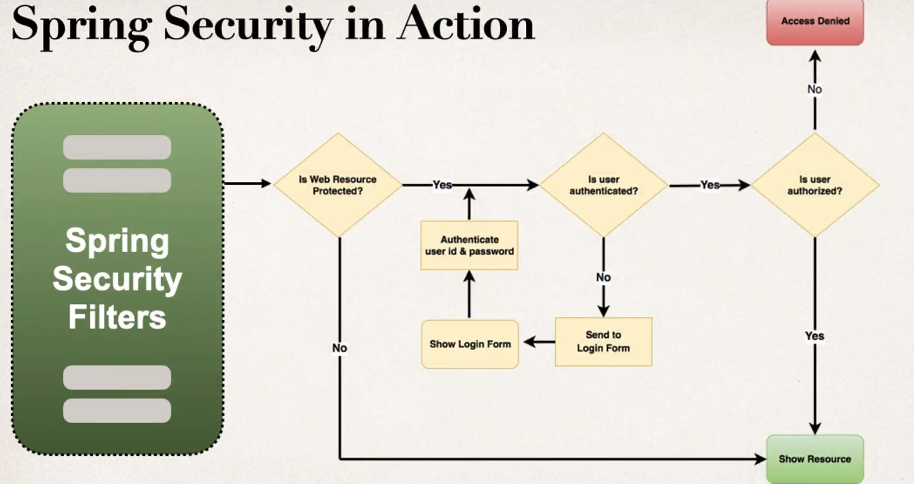 Spring Security in Action
Access Denied
No
Spring
Security
Filters
Is Web Resource
Protected?
Yes
Is user
authenticated?
Yes
Is user
authorized?
Authenticate
user id & password
No
Show Login Form
Send to
Login Form
No
Yes
Show Resource